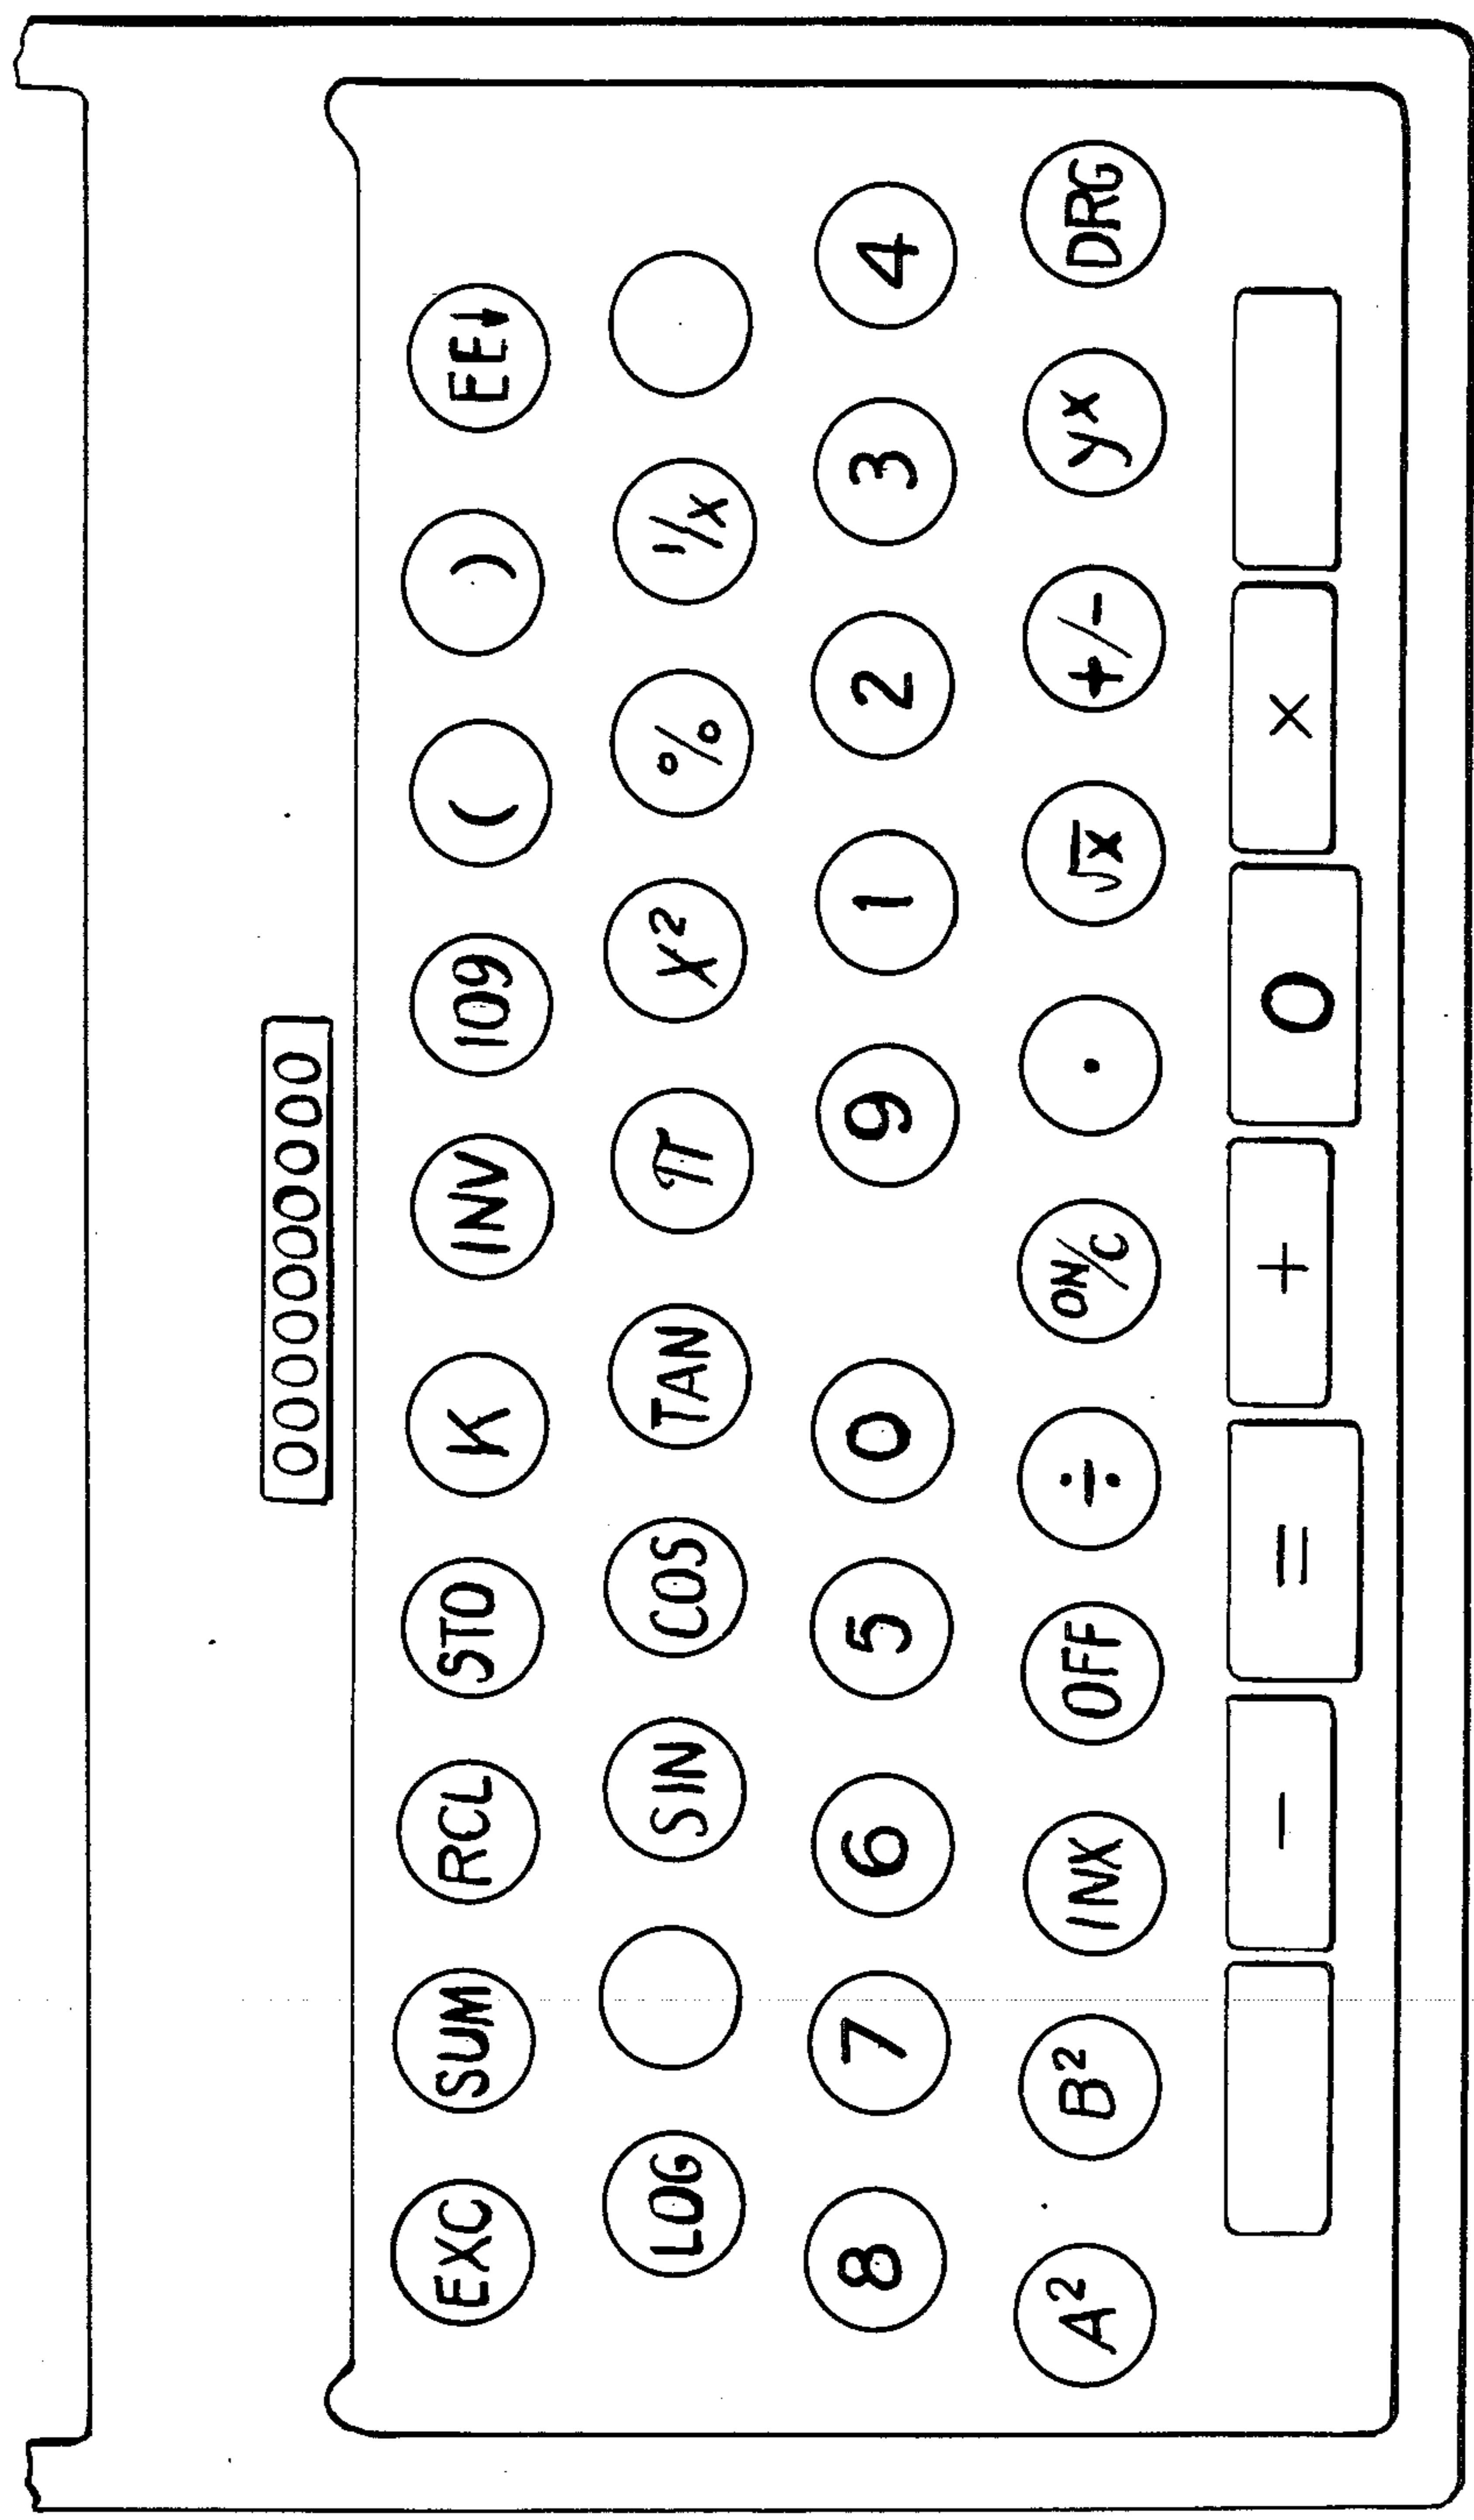 0000000000
EXC SUM RCL STO K INV 109 ( ) EE↓
LOG SIN COS TAN π X² % 1/X
8 7 6 5 0 9 1 2 3 4
A² B² INX OFF ÷ ON/C . √x +/- yˣ DRG
- = + 0 ×